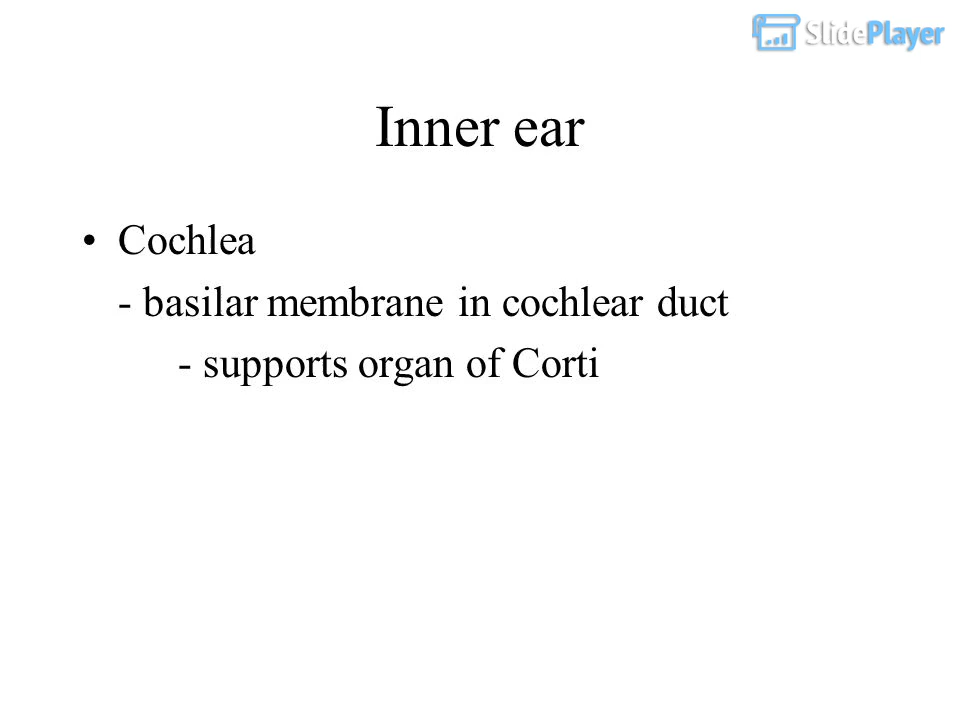 SlidePlayer
Inner ear
• Cochlea
- basilar membrane in cochlear duct
- supports organ of Corti